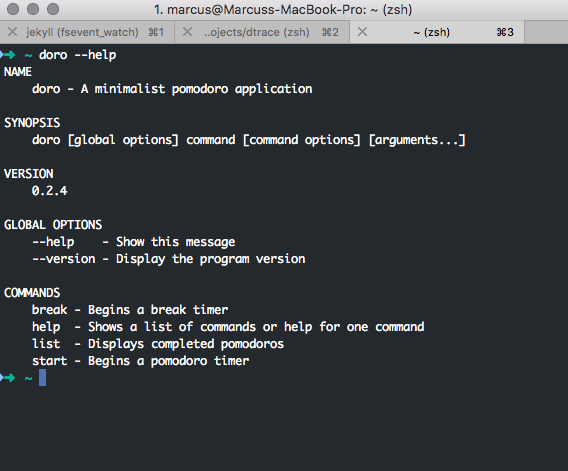 1. marcus@Marcuss-MacBook-Pro: ~ (zsh)
jekyll (fsevent_watch) ⌘1 ..ojects/dtrace (zsh) ⌘2 ~ (zsh) ⌘3
➜ ~ doro --help
NAME
doro - A minimalist pomodoro application
SYNOPSIS
doro [global options] command [command options] [arguments...]
VERSION
0.2.4
GLOBAL OPTIONS
--help    - Show this message
--version - Display the program version
COMMANDS
break - Begins a break timer
help  - Shows a list of commands or help for one command
list  - Displays completed pomodoros
start - Begins a pomodoro timer
➜ ~